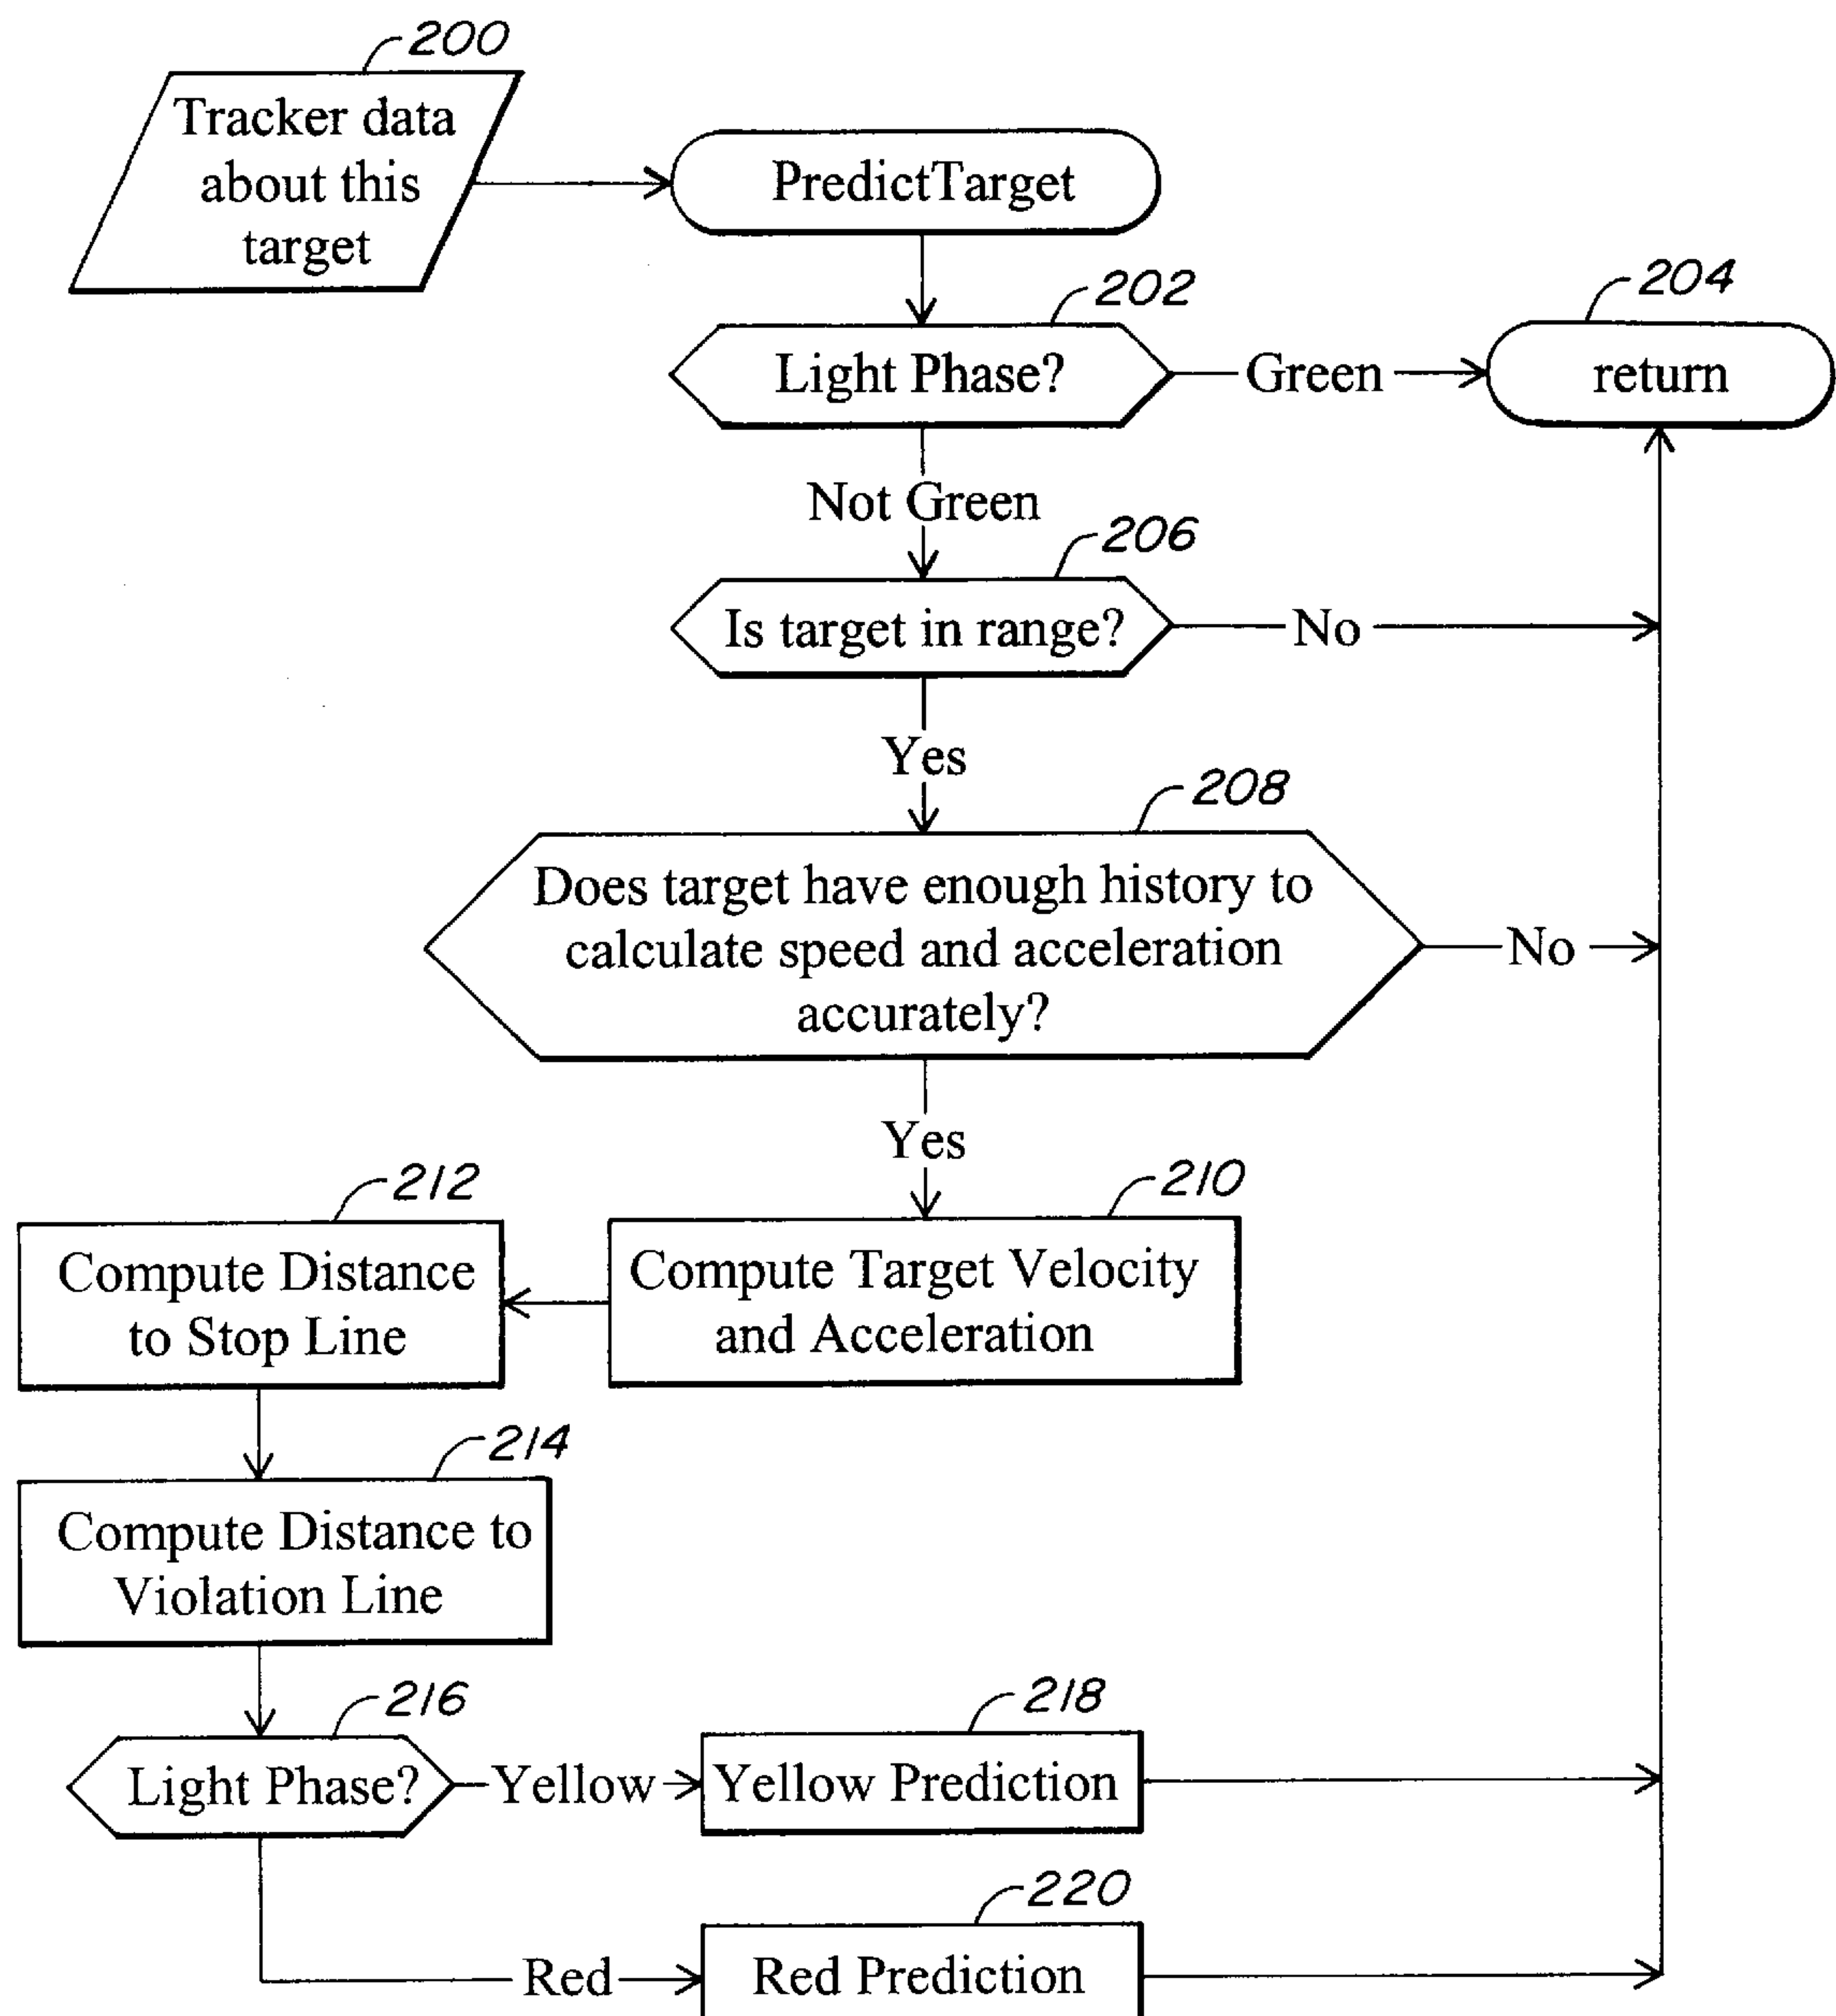 200
Tracker data
about this
target
PredictTarget
202
Light Phase?
Green
204
return
Not Green
206
Is target in range?
No
Yes
208
Does target have enough history to
calculate speed and acceleration
accurately?
No
Yes
210
Compute Target Velocity
and Acceleration
212
Compute Distance
to Stop Line
214
Compute Distance to
Violation Line
216
Light Phase?
Yellow
218
Yellow Prediction
Red
220
Red Prediction